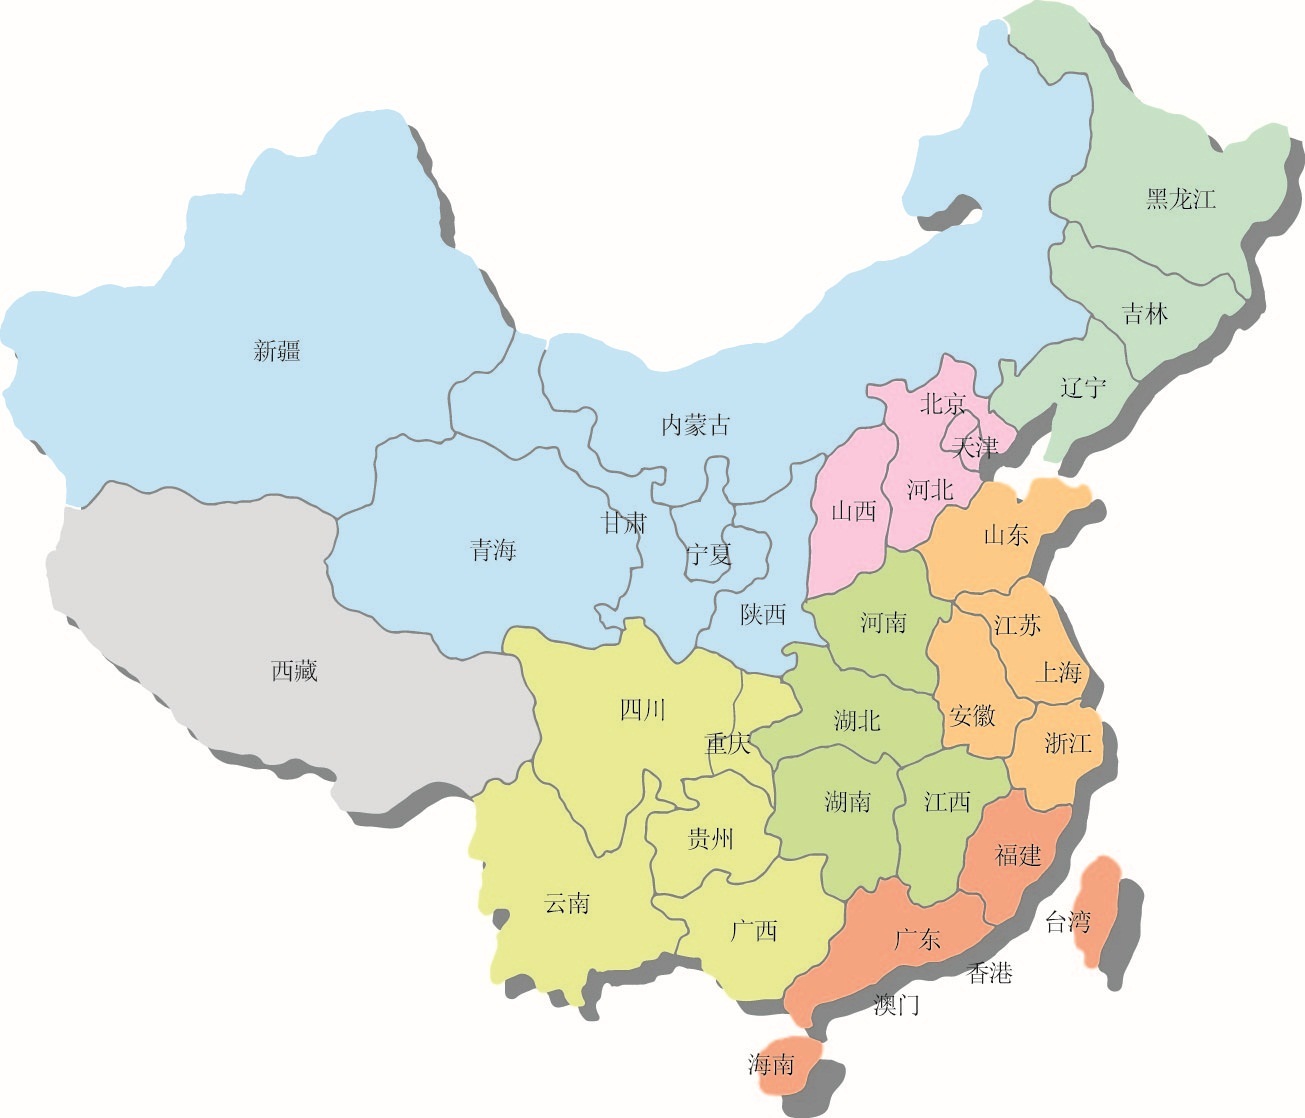 黑龙江
吉林
新疆
辽宁
北京
内蒙古
天津
河北
山西
甘肃
山东
青海
宁夏
陕西
河南
江苏
西藏
上海
四川
安徽
湖北
重庆
浙江
湖南
江西
贵州
福建
云南
台湾
广西
广东
香港
澳门
海南